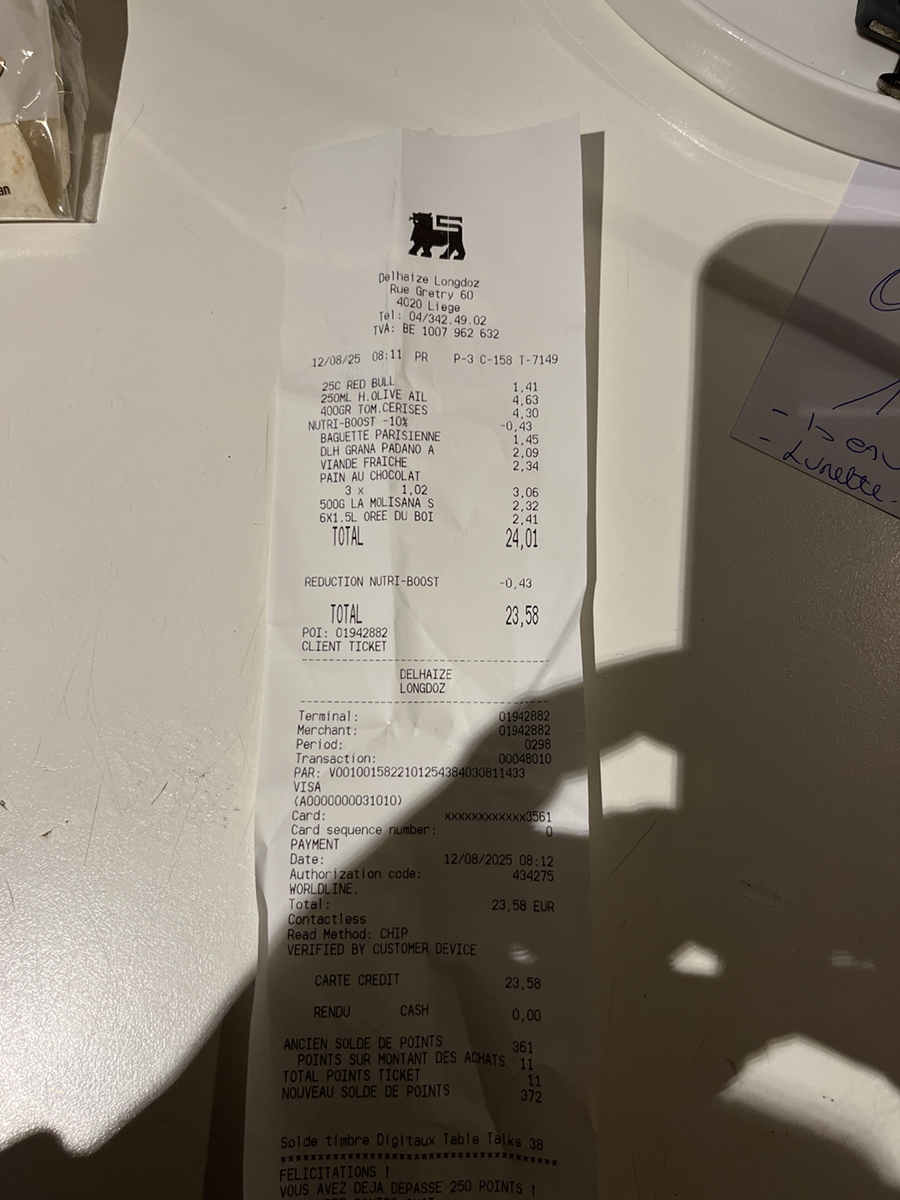 an
Delhaize Longdoz
Rue Gretry 60
4020 Liege
Tel: 04/342.49.02
TVA: BE 1007 962 632
12/08/25 08:11 PR P-3 C-158 T-7149
25C RED BULL 1,41
250ML H.OLIVE AIL 4,63
400GR TOM.CERISES 4,30
NUTRI-BOOST -10% -0,43
BAGUETTE PARISIENNE 1,45
DLH GRANA PADANO A 2,09
VIANDE FRAICHE 2,34
PAIN AU CHOCOLAT
3 x 1,02 3,06
500G LA MOLISANA S 2,32
6X1.5L OREE DU BOI 2,41
TOTAL 24,01
REDUCTION NUTRI-BOOST -0,43
TOTAL 23,58
POI: 01942882
CLIENT TICKET
DELHAIZE
LONGDOZ
Terminal: 01942882
Merchant: 01942882
Period: 0298
Transaction: 00048010
PAR: V0010015822101254384030811433
VISA
(A0000000031010)
Card: xxxxxxxxxxxx3561
Card sequence number: 0
PAYMENT
Date: 12/08/2025 08:12
Authorization code: 434275
WORLDLINE.
Total: 23,58 EUR
Contactless
Read Method: CHIP
VERIFIED BY CUSTOMER DEVICE
CARTE CREDIT 23,58
RENDU CASH 0,00
ANCIEN SOLDE DE POINTS 361
POINTS SUR MONTANT DES ACHATS 11
TOTAL POINTS TICKET 11
NOUVEAU SOLDE DE POINTS 372
Solde timbre Digitaux Table Talks 38
************************************
FELICITATIONS !
VOUS AVEZ DEJA DEPASSE 250 POINTS !
- Lunette